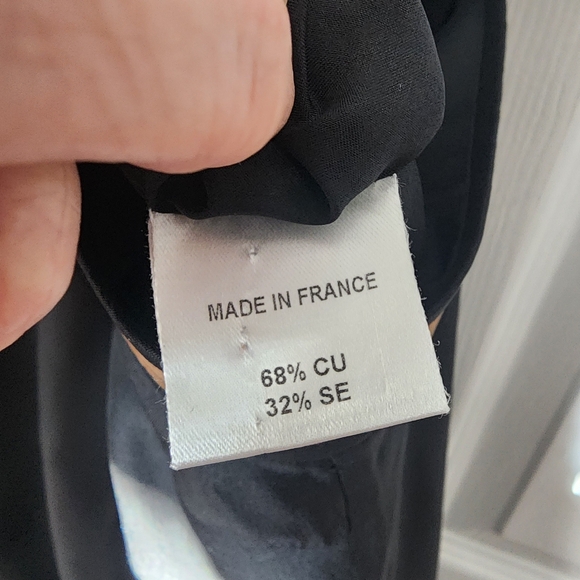 MADE IN FRANCE
68% CU
32% SE